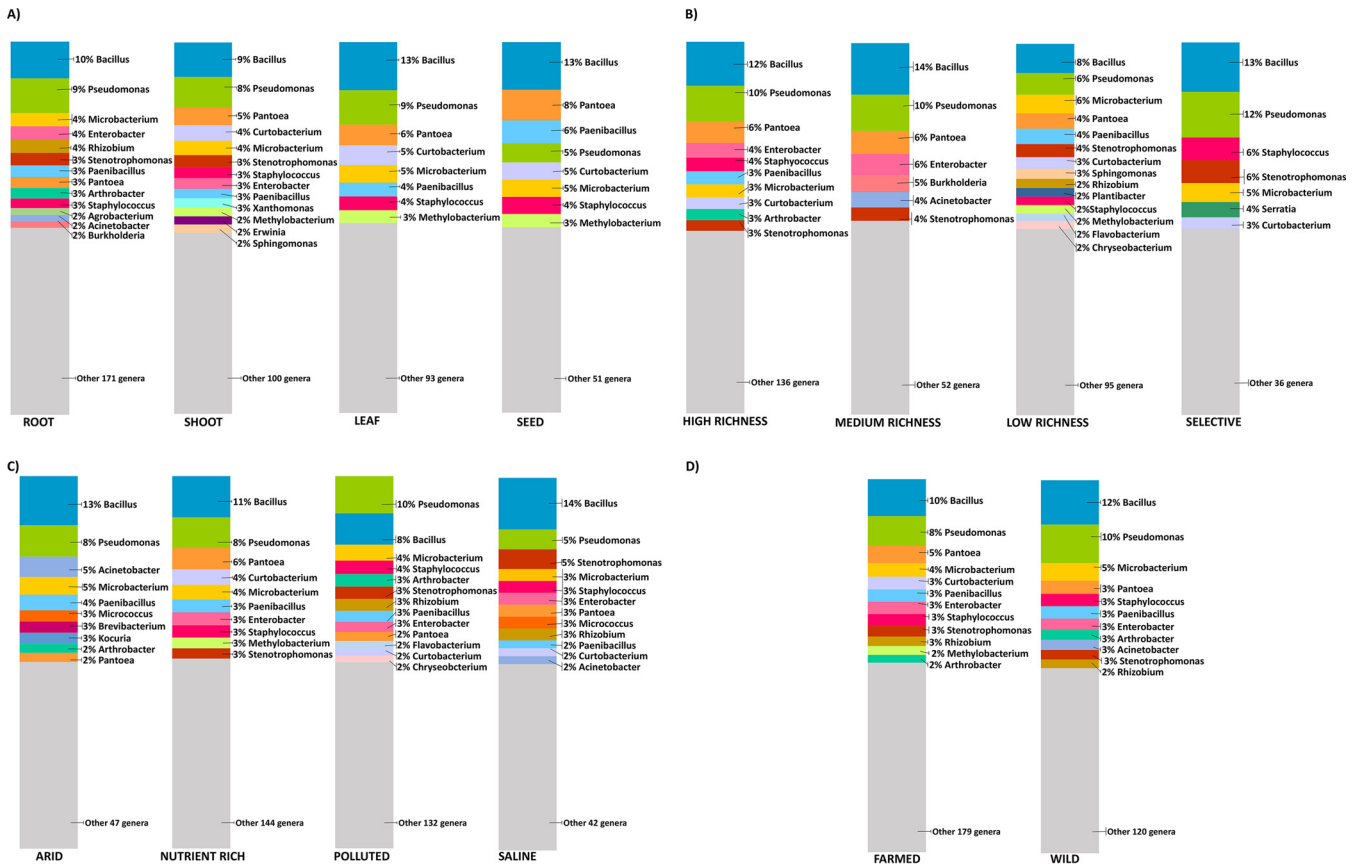 A)
10% Bacillus
9% Pseudomonas
4% Microbacterium
4% Enterobacter
4% Rhizobium
3% Stenotrophomonas
3% Paenibacillus
3% Pantoea
3% Arthrobacter
3% Staphylococcus
2% Agrobacterium
2% Acinetobacter
2% Burkholderia
Other 171 genera
ROOT
9% Bacillus
8% Pseudomonas
5% Pantoea
4% Curtobacterium
4% Microbacterium
3% Stenotrophomonas
3% Staphylococcus
3% Enterobacter
3% Paenibacillus
3% Xanthomonas
2% Methylobacterium
2% Erwinia
2% Sphingomonas
Other 100 genera
SHOOT
13% Bacillus
9% Pseudomonas
6% Pantoea
5% Curtobacterium
5% Microbacterium
4% Paenibacillus
4% Staphylococcus
3% Methylobacterium
Other 93 genera
LEAF
13% Bacillus
8% Pantoea
6% Paenibacillus
5% Pseudomonas
5% Curtobacterium
5% Microbacterium
4% Staphylococcus
3% Methylobacterium
Other 51 genera
SEED
B)
12% Bacillus
10% Pseudomonas
6% Pantoea
4% Enterobacter
4% Staphyococcus
3% Paenibacillus
3% Microbacterium
3% Curtobacterium
3% Arthrobacter
3% Stenotrophomonas
Other 136 genera
HIGH RICHNESS
14% Bacillus
10% Pseudomonas
6% Pantoea
6% Enterobacter
5% Burkholderia
4% Acinetobacter
4% Stenotrophomonas
Other 52 genera
MEDIUM RICHNESS
8% Bacillus
6% Pseudomonas
6% Microbacterium
4% Pantoea
4% Paenibacillus
4% Stenotrophomonas
3% Curtobacterium
3% Sphingomonas
2% Rhizobium
2% Plantibacter
2%Staphylococcus
2% Methylobacterium
2% Flavobacterium
2% Chryseobacterium
Other 95 genera
LOW RICHNESS
13% Bacillus
12% Pseudomonas
6% Staphylococcus
6% Stenotrophomonas
5% Microbacterium
4% Serratia
3% Curtobacterium
Other 36 genera
SELECTIVE
C)
13% Bacillus
8% Pseudomonas
5% Acinetobacter
5% Microbacterium
4% Paenibacillus
3% Micrococcus
3% Brevibacterium
3% Kocuria
2% Arthrobacter
2% Pantoea
Other 47 genera
ARID
11% Bacillus
8% Pseudomonas
6% Pantoea
4% Curtobacterium
4% Microbacterium
3% Paenibacillus
3% Enterobacter
3% Staphylococcus
3% Methylobacterium
3% Stenotrophomonas
Other 144 genera
NUTRIENT RICH
10% Pseudomonas
8% Bacillus
4% Microbacterium
4% Staphylococcus
3% Arthrobacter
3% Stenotrophomonas
3% Rhizobium
3% Paenibacillus
3% Enterobacter
2% Pantoea
2% Flavobacterium
2% Curtobacterium
2% Chryseobcterium
Other 132 genera
POLLUTED
14% Bacillus
5% Pseudomonas
5% Stenotrophomonas
3% Microbacterium
3% Staphylococcus
3% Enterobacter
3% Pantoea
3% Micrococcus
3% Rhizobium
2% Paenibacillus
2% Curtobacterium
2% Acinetobacter
Other 42 genera
SALINE
D)
10% Bacillus
8% Pseudomonas
5% Pantoea
4% Microbacterium
3% Curtobacterium
3% Paenibacillus
3% Enterobacter
3% Staphylococcus
3% Stenotrophomonas
3% Rhizobium
2% Methylobacterium
2% Arthrobacter
Other 179 genera
FARMED
12% Bacillus
10% Pseudomonas
5% Microbacterium
3% Pantoea
3% Staphylococcus
3% Paenibacillus
3% Enterobacter
3% Arthrobacter
3% Acinetobacter
3% Stenotrophomonas
2% Rhizobium
Other 120 genera
WILD